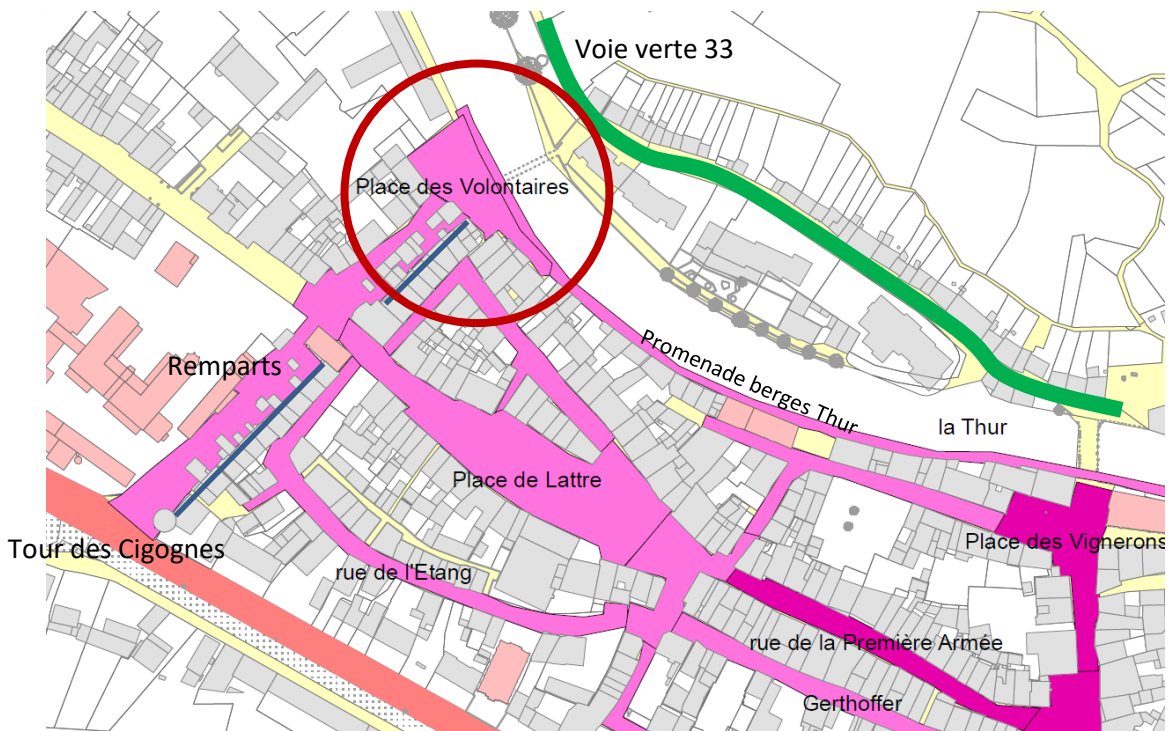 Voie verte 33
Place des Volontaires
Remparts
Promenade berges Thur
la Thur
Place de Lattre
Tour des Cigognes
Place des Vignerons
rue de l'Etang
rue de la Première Armée
Gerthoffer